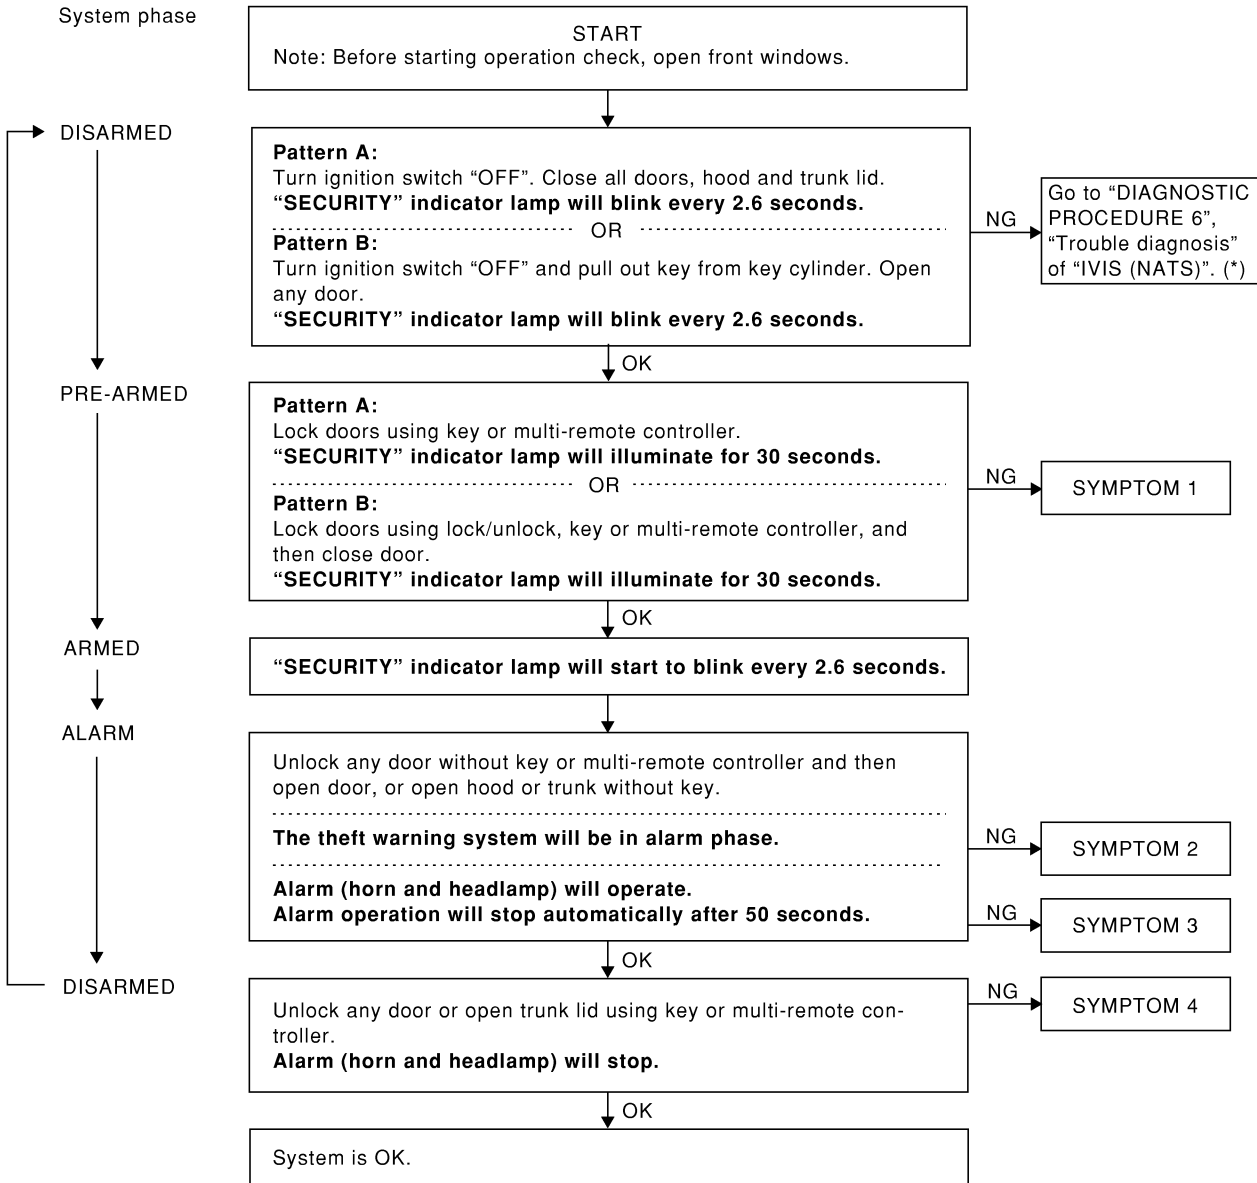 System phase
START
Note: Before starting operation check, open front windows.
DISARMED
Pattern A:
Turn ignition switch “OFF”. Close all doors, hood and trunk lid.
“SECURITY” indicator lamp will blink every 2.6 seconds.
OR
Pattern B:
Turn ignition switch “OFF” and pull out key from key cylinder. Open
any door.
“SECURITY” indicator lamp will blink every 2.6 seconds.
NG
Go to “DIAGNOSTIC
PROCEDURE 6”,
“Trouble diagnosis”
of “IVIS (NATS)”. (*)
OK
PRE-ARMED
Pattern A:
Lock doors using key or multi-remote controller.
“SECURITY” indicator lamp will illuminate for 30 seconds.
OR
Pattern B:
Lock doors using lock/unlock, key or multi-remote controller, and
then close door.
“SECURITY” indicator lamp will illuminate for 30 seconds.
NG
SYMPTOM 1
OK
ARMED
“SECURITY” indicator lamp will start to blink every 2.6 seconds.
ALARM
Unlock any door without key or multi-remote controller and then
open door, or open hood or trunk without key.
The theft warning system will be in alarm phase.
NG
SYMPTOM 2
Alarm (horn and headlamp) will operate.
Alarm operation will stop automatically after 50 seconds.
NG
SYMPTOM 3
OK
DISARMED
Unlock any door or open trunk lid using key or multi-remote con-
troller.
Alarm (horn and headlamp) will stop.
NG
SYMPTOM 4
OK
System is OK.